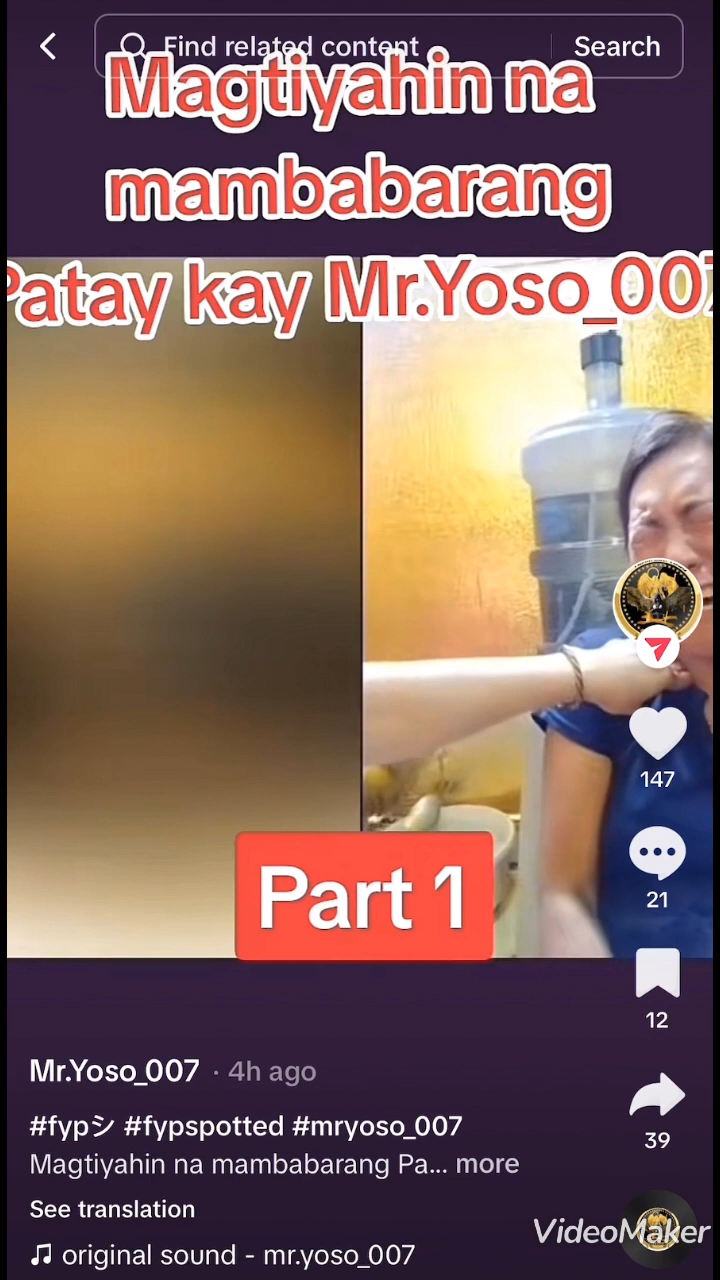 Find related content
Search
Magtiyahin na
mambabarang
Patay kay Mr.Yoso_007
Part 1
147
21
12
39
Mr.Yoso_007 · 4h ago
#fypシ #fypspotted #mryoso_007
Magtiyahin na mambabarang Pa... more
See translation
VideoMaker
original sound - mr.yoso_007